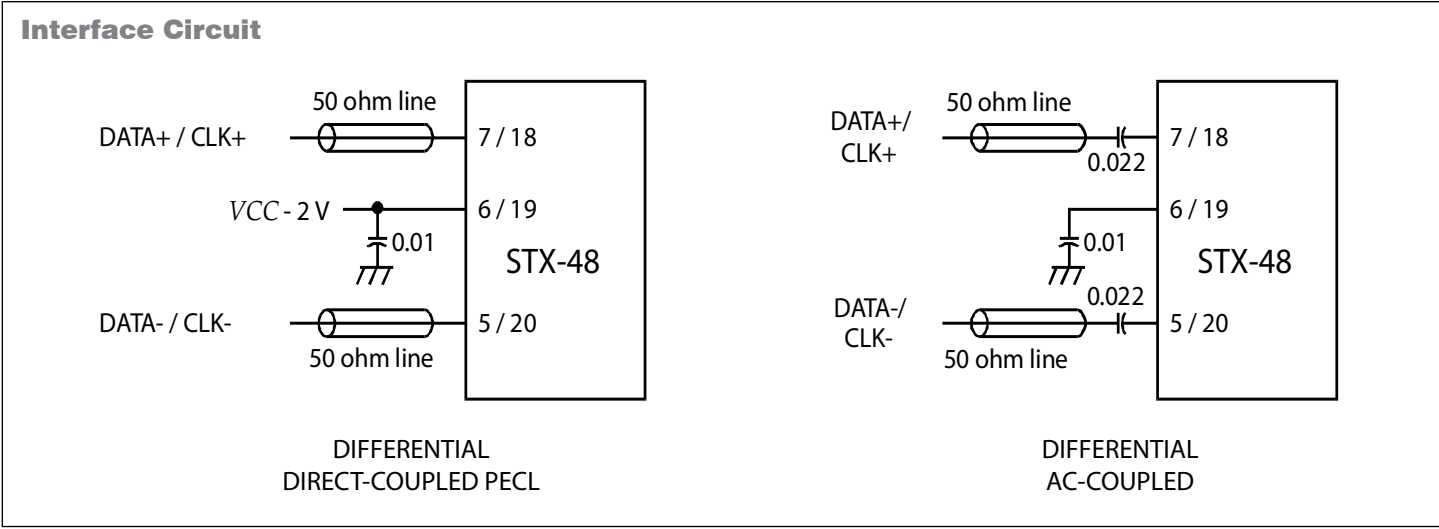 Interface Circuit
50 ohm line
DATA+ / CLK+
7 / 18
VCC - 2 V
6 / 19
0.01
STX-48
DATA- / CLK-
5 / 20
50 ohm line
DIFFERENTIAL
DIRECT-COUPLED PECL
50 ohm line
DATA+/
CLK+
0.022
7 / 18
6 / 19
0.01
STX-48
0.022
DATA-/
CLK-
5 / 20
50 ohm line
DIFFERENTIAL
AC-COUPLED